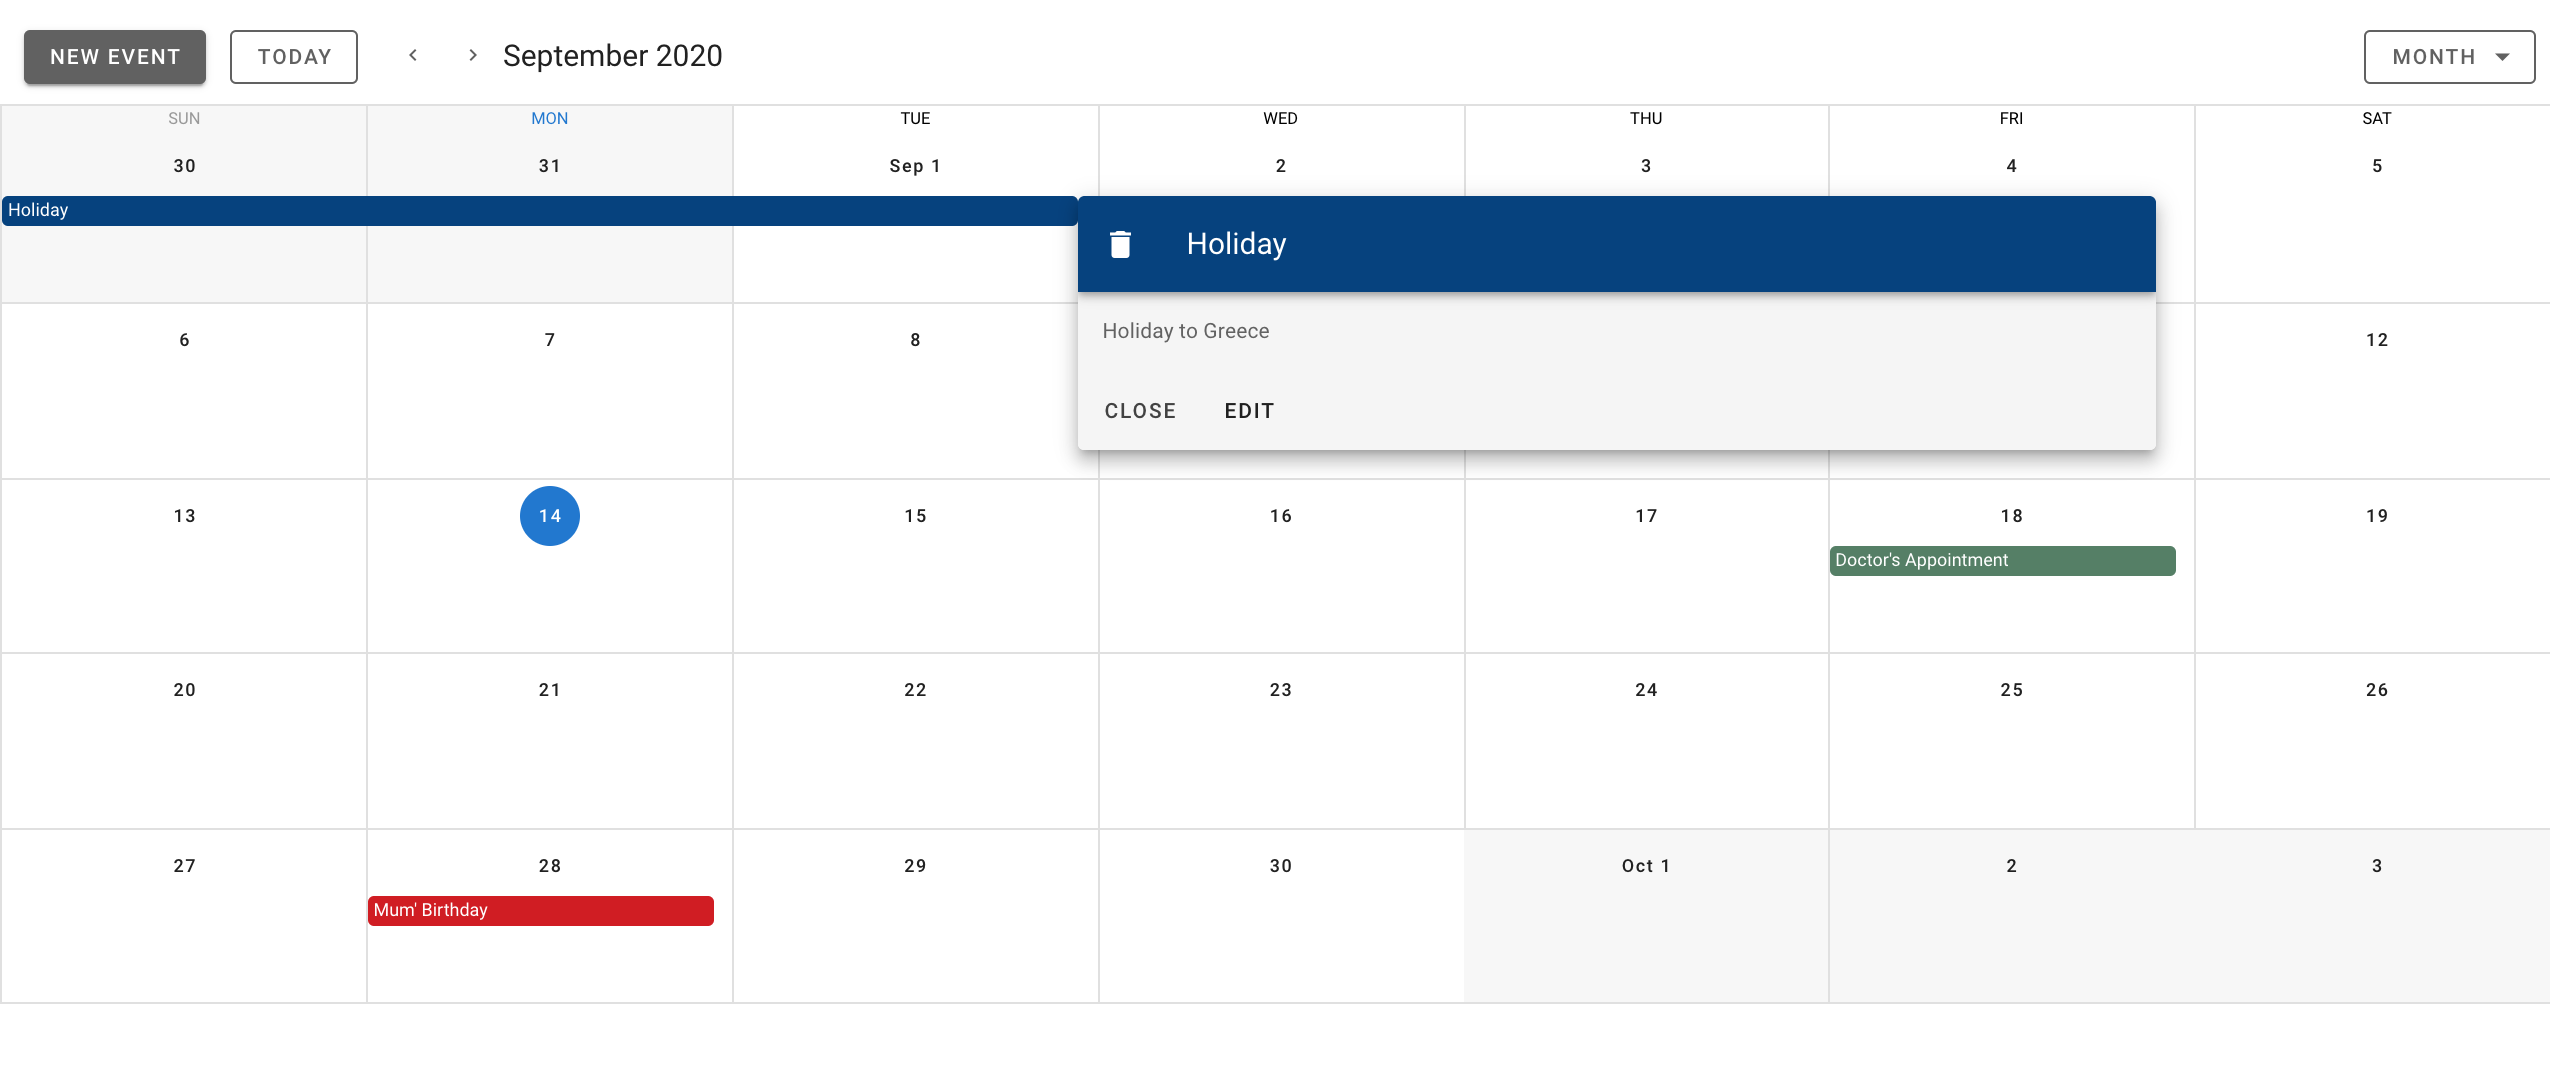 NEW EVENT TODAY < > September 2020 MONTH
SUN MON TUE WED THU FRI SAT
30 31 Sep 1 2 3 4 5
Holiday
Holiday
Holiday to Greece
CLOSE EDIT
6 7 8 12
13 14 15 16 17 18 19
Doctor's Appointment
20 21 22 23 24 25 26
27 28 29 30 Oct 1 2 3
Mum' Birthday